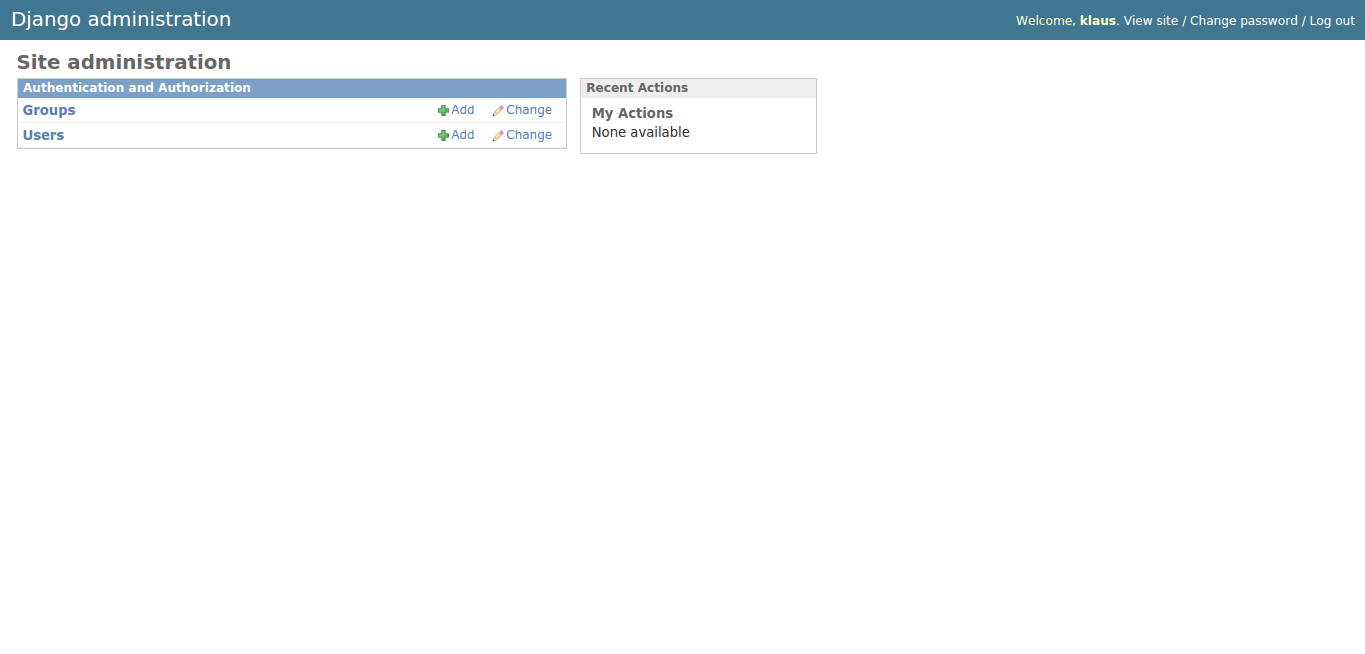 Django administration
Welcome, klaus. View site / Change password / Log out
Site administration
Authentication and Authorization
Groups Add Change
Users Add Change
Recent Actions
My Actions
None available